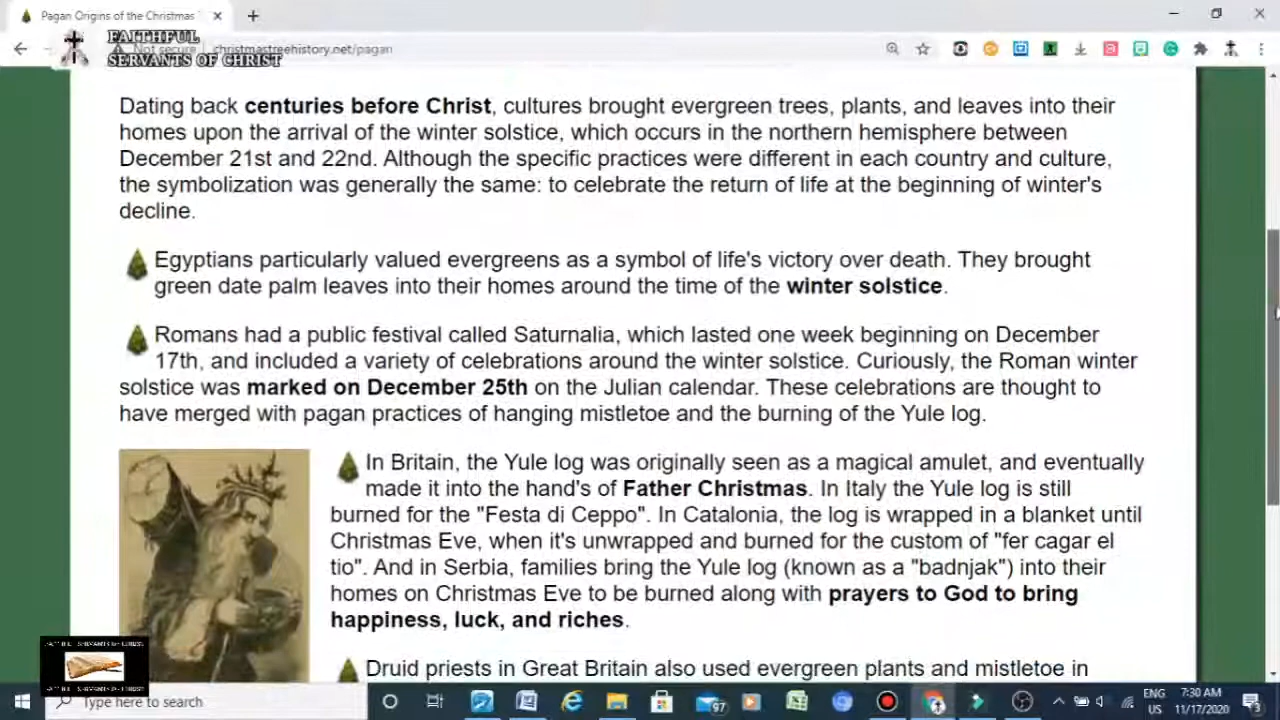 Pagan Origins of the Christmas
FAITHFUL
Not secure christmastreehistory.net/pagan
SERVANTS OF CHRIST
Dating back centuries before Christ, cultures brought evergreen trees, plants, and leaves into their
homes upon the arrival of the winter solstice, which occurs in the northern hemisphere between
December 21st and 22nd. Although the specific practices were different in each country and culture,
the symbolization was generally the same: to celebrate the return of life at the beginning of winter's
decline.
Egyptians particularly valued evergreens as a symbol of life's victory over death. They brought
green date palm leaves into their homes around the time of the winter solstice.
Romans had a public festival called Saturnalia, which lasted one week beginning on December
17th, and included a variety of celebrations around the winter solstice. Curiously, the Roman winter
solstice was marked on December 25th on the Julian calendar. These celebrations are thought to
have merged with pagan practices of hanging mistletoe and the burning of the Yule log.
In Britain, the Yule log was originally seen as a magical amulet, and eventually
made it into the hand's of Father Christmas. In Italy the Yule log is still
burned for the "Festa di Ceppo". In Catalonia, the log is wrapped in a blanket until
Christmas Eve, when it's unwrapped and burned for the custom of "fer cagar el
tio". And in Serbia, families bring the Yule log (known as a "badnjak") into their
homes on Christmas Eve to be burned along with prayers to God to bring
happiness, luck, and riches.
Druid priests in Great Britain also used evergreen plants and mistletoe in
Type here to search
97
ENG
US
7:30 AM
11/17/2020
3